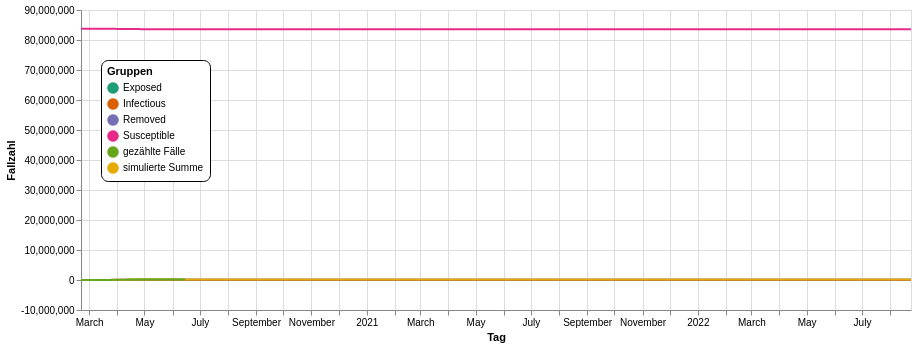 90,000,000
80,000,000
70,000,000
60,000,000
50,000,000
40,000,000
30,000,000
20,000,000
10,000,000
0
-10,000,000
Fallzahl
Gruppen
Exposed
Infectious
Removed
Susceptible
gezählte Fälle
simulierte Summe
March May July September November 2021 March May July September November 2022 March May July
Tag